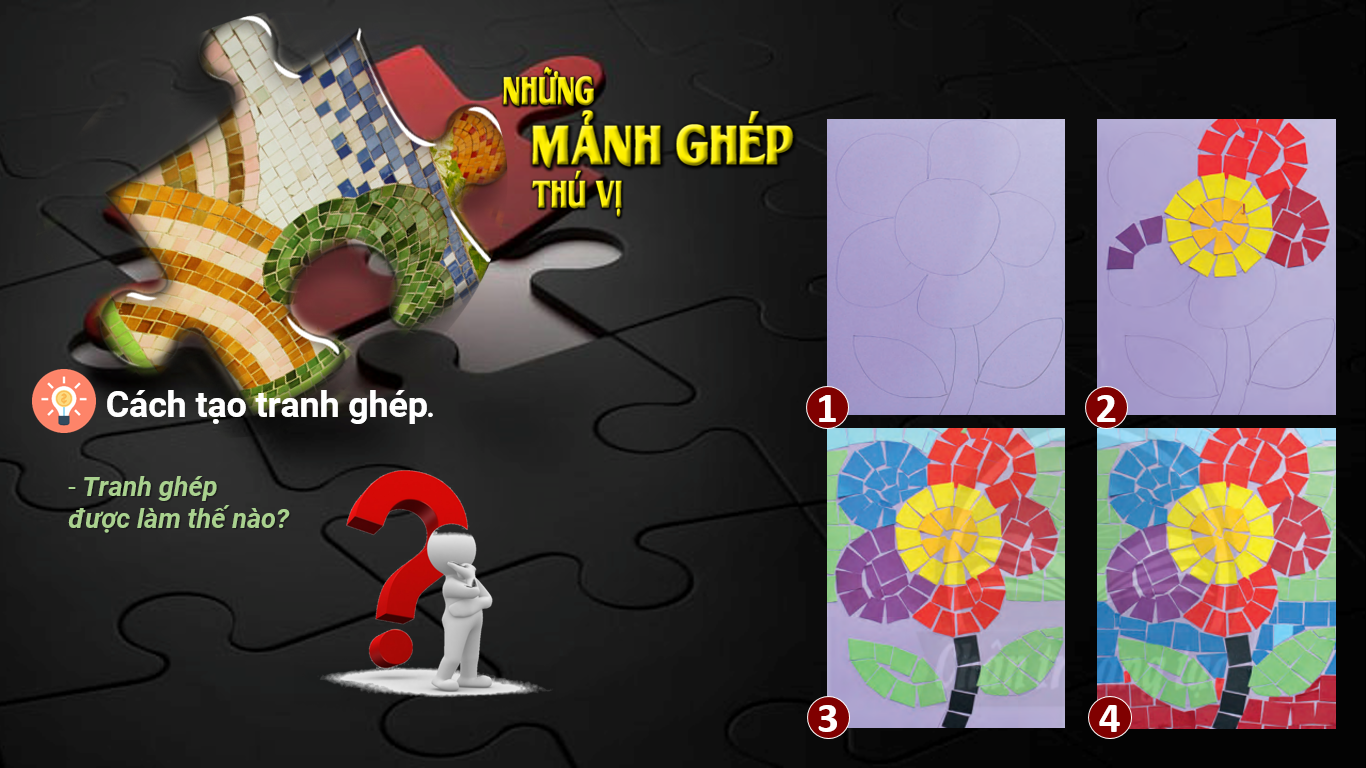 NHỮNG
MẢNH GHÉP
THÚ VỊ
Cách tạo tranh ghép.
- Tranh ghép
được làm thế nào?
1
2
3
4